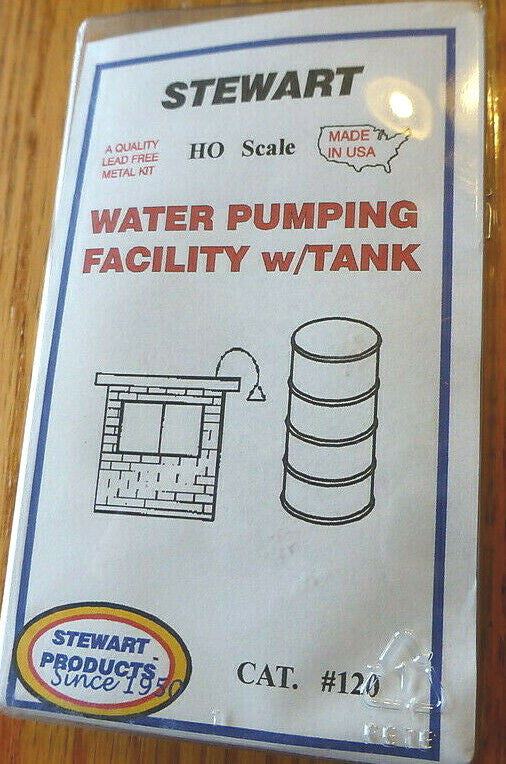 STEWART
A QUALITY
LEAD FREE
METAL KIT
HO Scale
MADE
IN USA
WATER PUMPING
FACILITY w/TANK
STEWART
PRODUCTS
Since 1950
CAT. #120
1